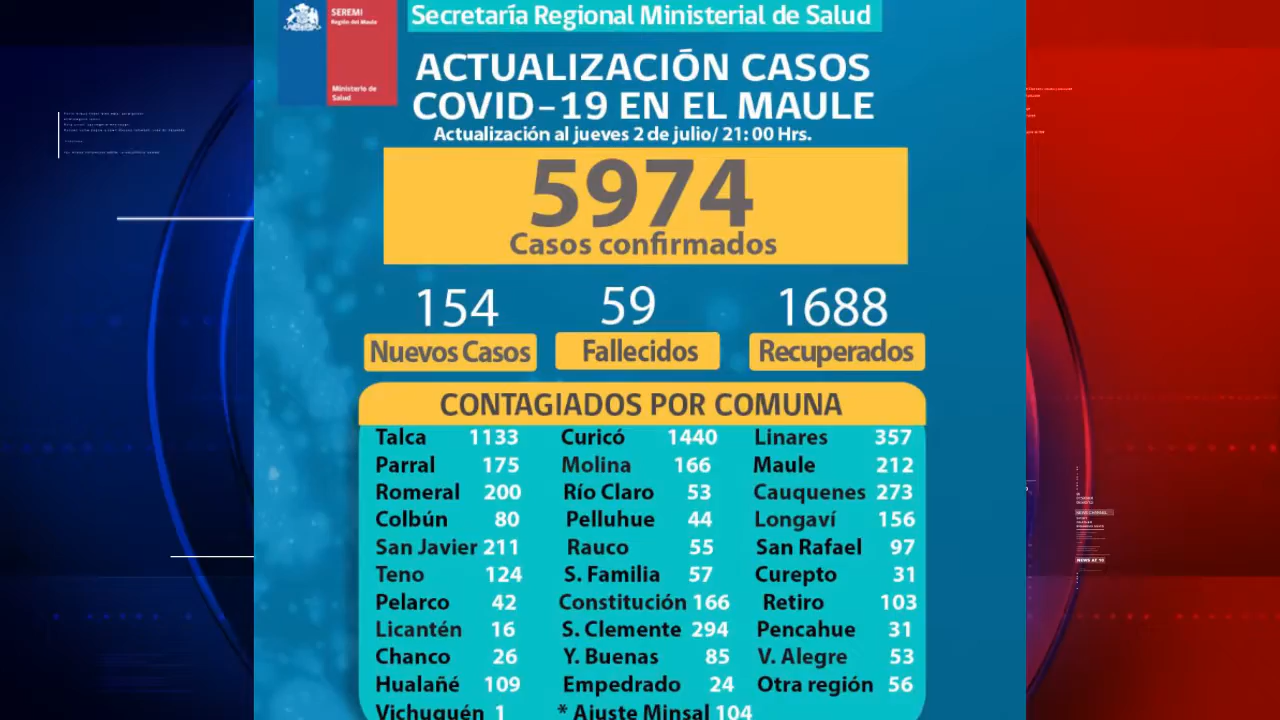 SEREMI
Región del Maule
Ministerio de
Salud
Secretaría Regional Ministerial de Salud
ACTUALIZACIÓN CASOS
COVID-19 EN EL MAULE
Actualización al jueves 2 de julio/ 21:00 Hrs.
5974
Casos confirmados
154 59 1688
Nuevos Casos Fallecidos Recuperados
CONTAGIADOS POR COMUNA
Talca 1133 Curicó 1440 Linares 357
Parral 175 Molina 166 Maule 212
Romeral 200 Río Claro 53 Cauquenes 273
Colbún 80 Pelluhue 44 Longaví 156
San Javier 211 Rauco 55 San Rafael 97
Teno 124 S. Familia 57 Curepto 31
Pelarco 42 Constitución 166 Retiro 103
Licantén 16 S. Clemente 294 Pencahue 31
Chanco 26 Y. Buenas 85 V. Alegre 53
Hualañé 109 Empedrado 24 Otra región 56
Vichuquén 1 * Ajuste Minsal 104
NEWS CHANNEL
NEWS AT 10